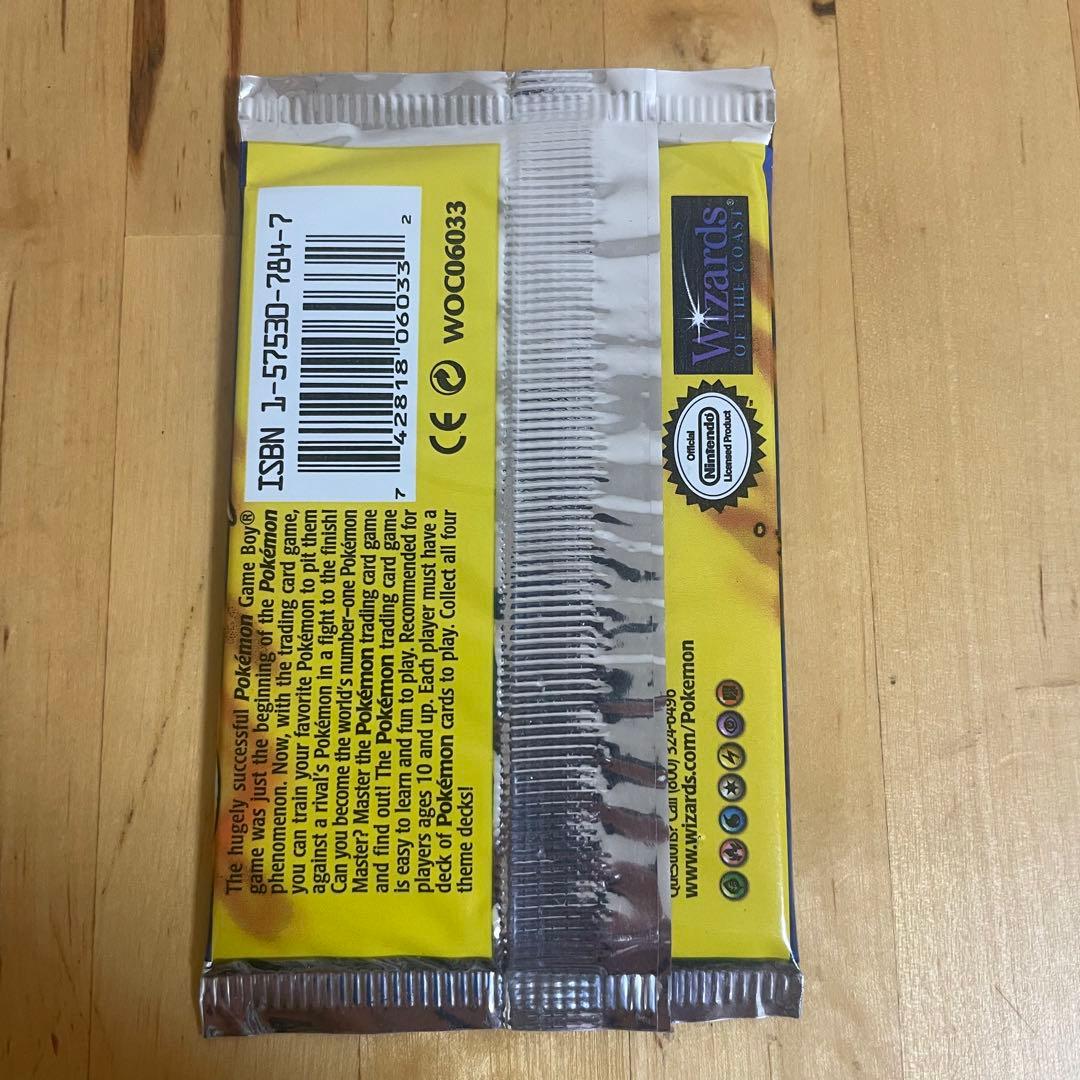 ISBN 1-57530-784-7
7 42818 06033 2
CE WOC06033
The hugely successful Pokémon Game Boy®
game was just the beginning of the Pokémon
phenomenon. Now, with the trading card game,
you can train your favorite Pokémon to pit them
against a rival's Pokémon in a fight to the finish!
Can you become the world's number-one Pokémon
Master? Master the Pokémon trading card game
and find out! The Pokémon trading card game
is easy to learn and fun to play. Recommended for
players ages 10 and up. Each player must have a
deck of Pokémon cards to play. Collect all four
theme decks!
Wizards®
OF THE COAST
Official
Nintendo
Licensed Product
™
Questions? Call (800) 324-6496
www.wizards.com/Pokemon